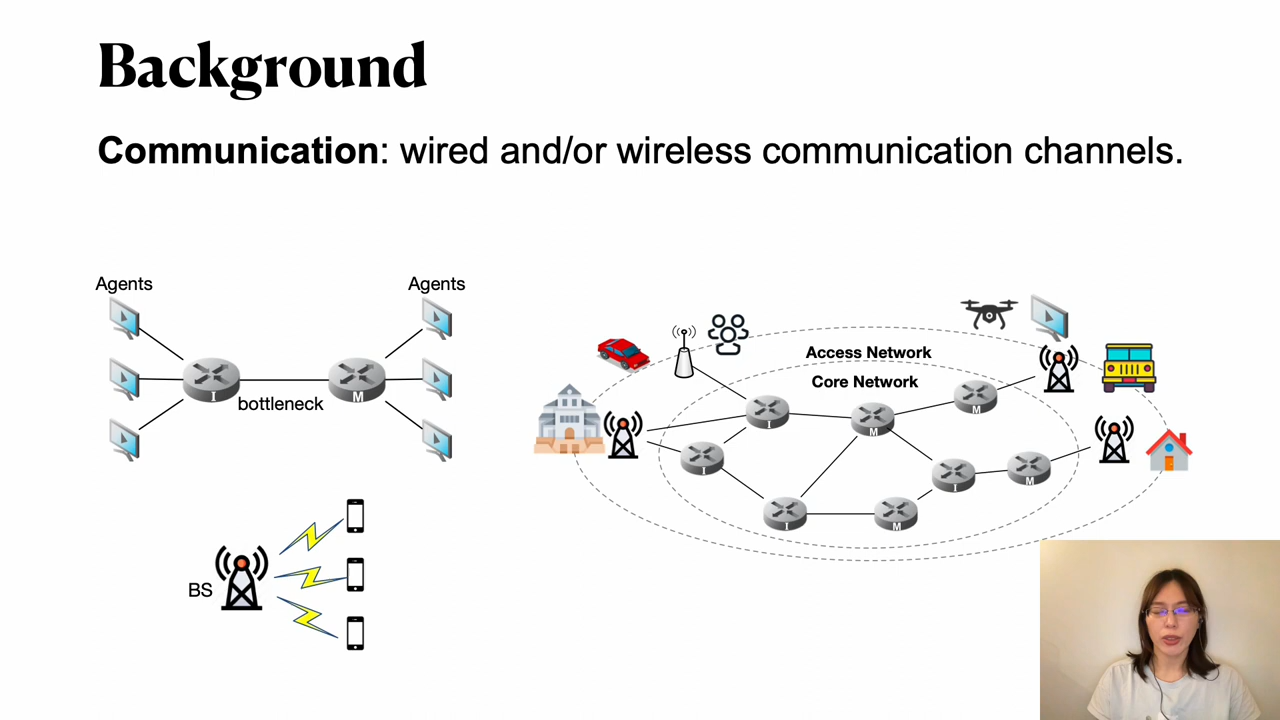 Background
Communication: wired and/or wireless communication channels.
Agents
Agents
I
M
bottleneck
BS
Access Network
Core Network
I
M
M
I
I
M
I
M